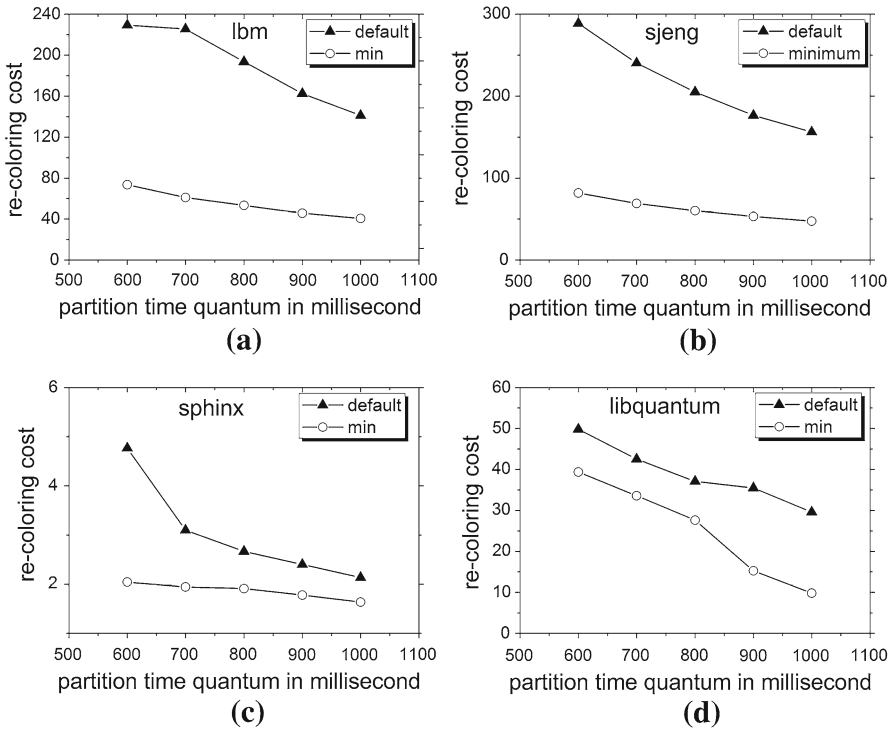 lbm
default
min
re-coloring cost
240
200
160
120
80
40
0
500 600 700 800 900 1000 1100
partition time quantum in millisecond
(a)
sjeng
default
minimum
re-coloring cost
300
200
100
0
500 600 700 800 900 1000 1100
partition time quantum in millisecond
(b)
sphinx
default
min
re-coloring cost
6
4
2
500 600 700 800 900 1000 1100
partition time quantum in millisecond
(c)
libquantum
default
min
re-coloring cost
60
50
40
30
20
10
0
500 600 700 800 900 1000 1100
partition time quantum in millisecond
(d)